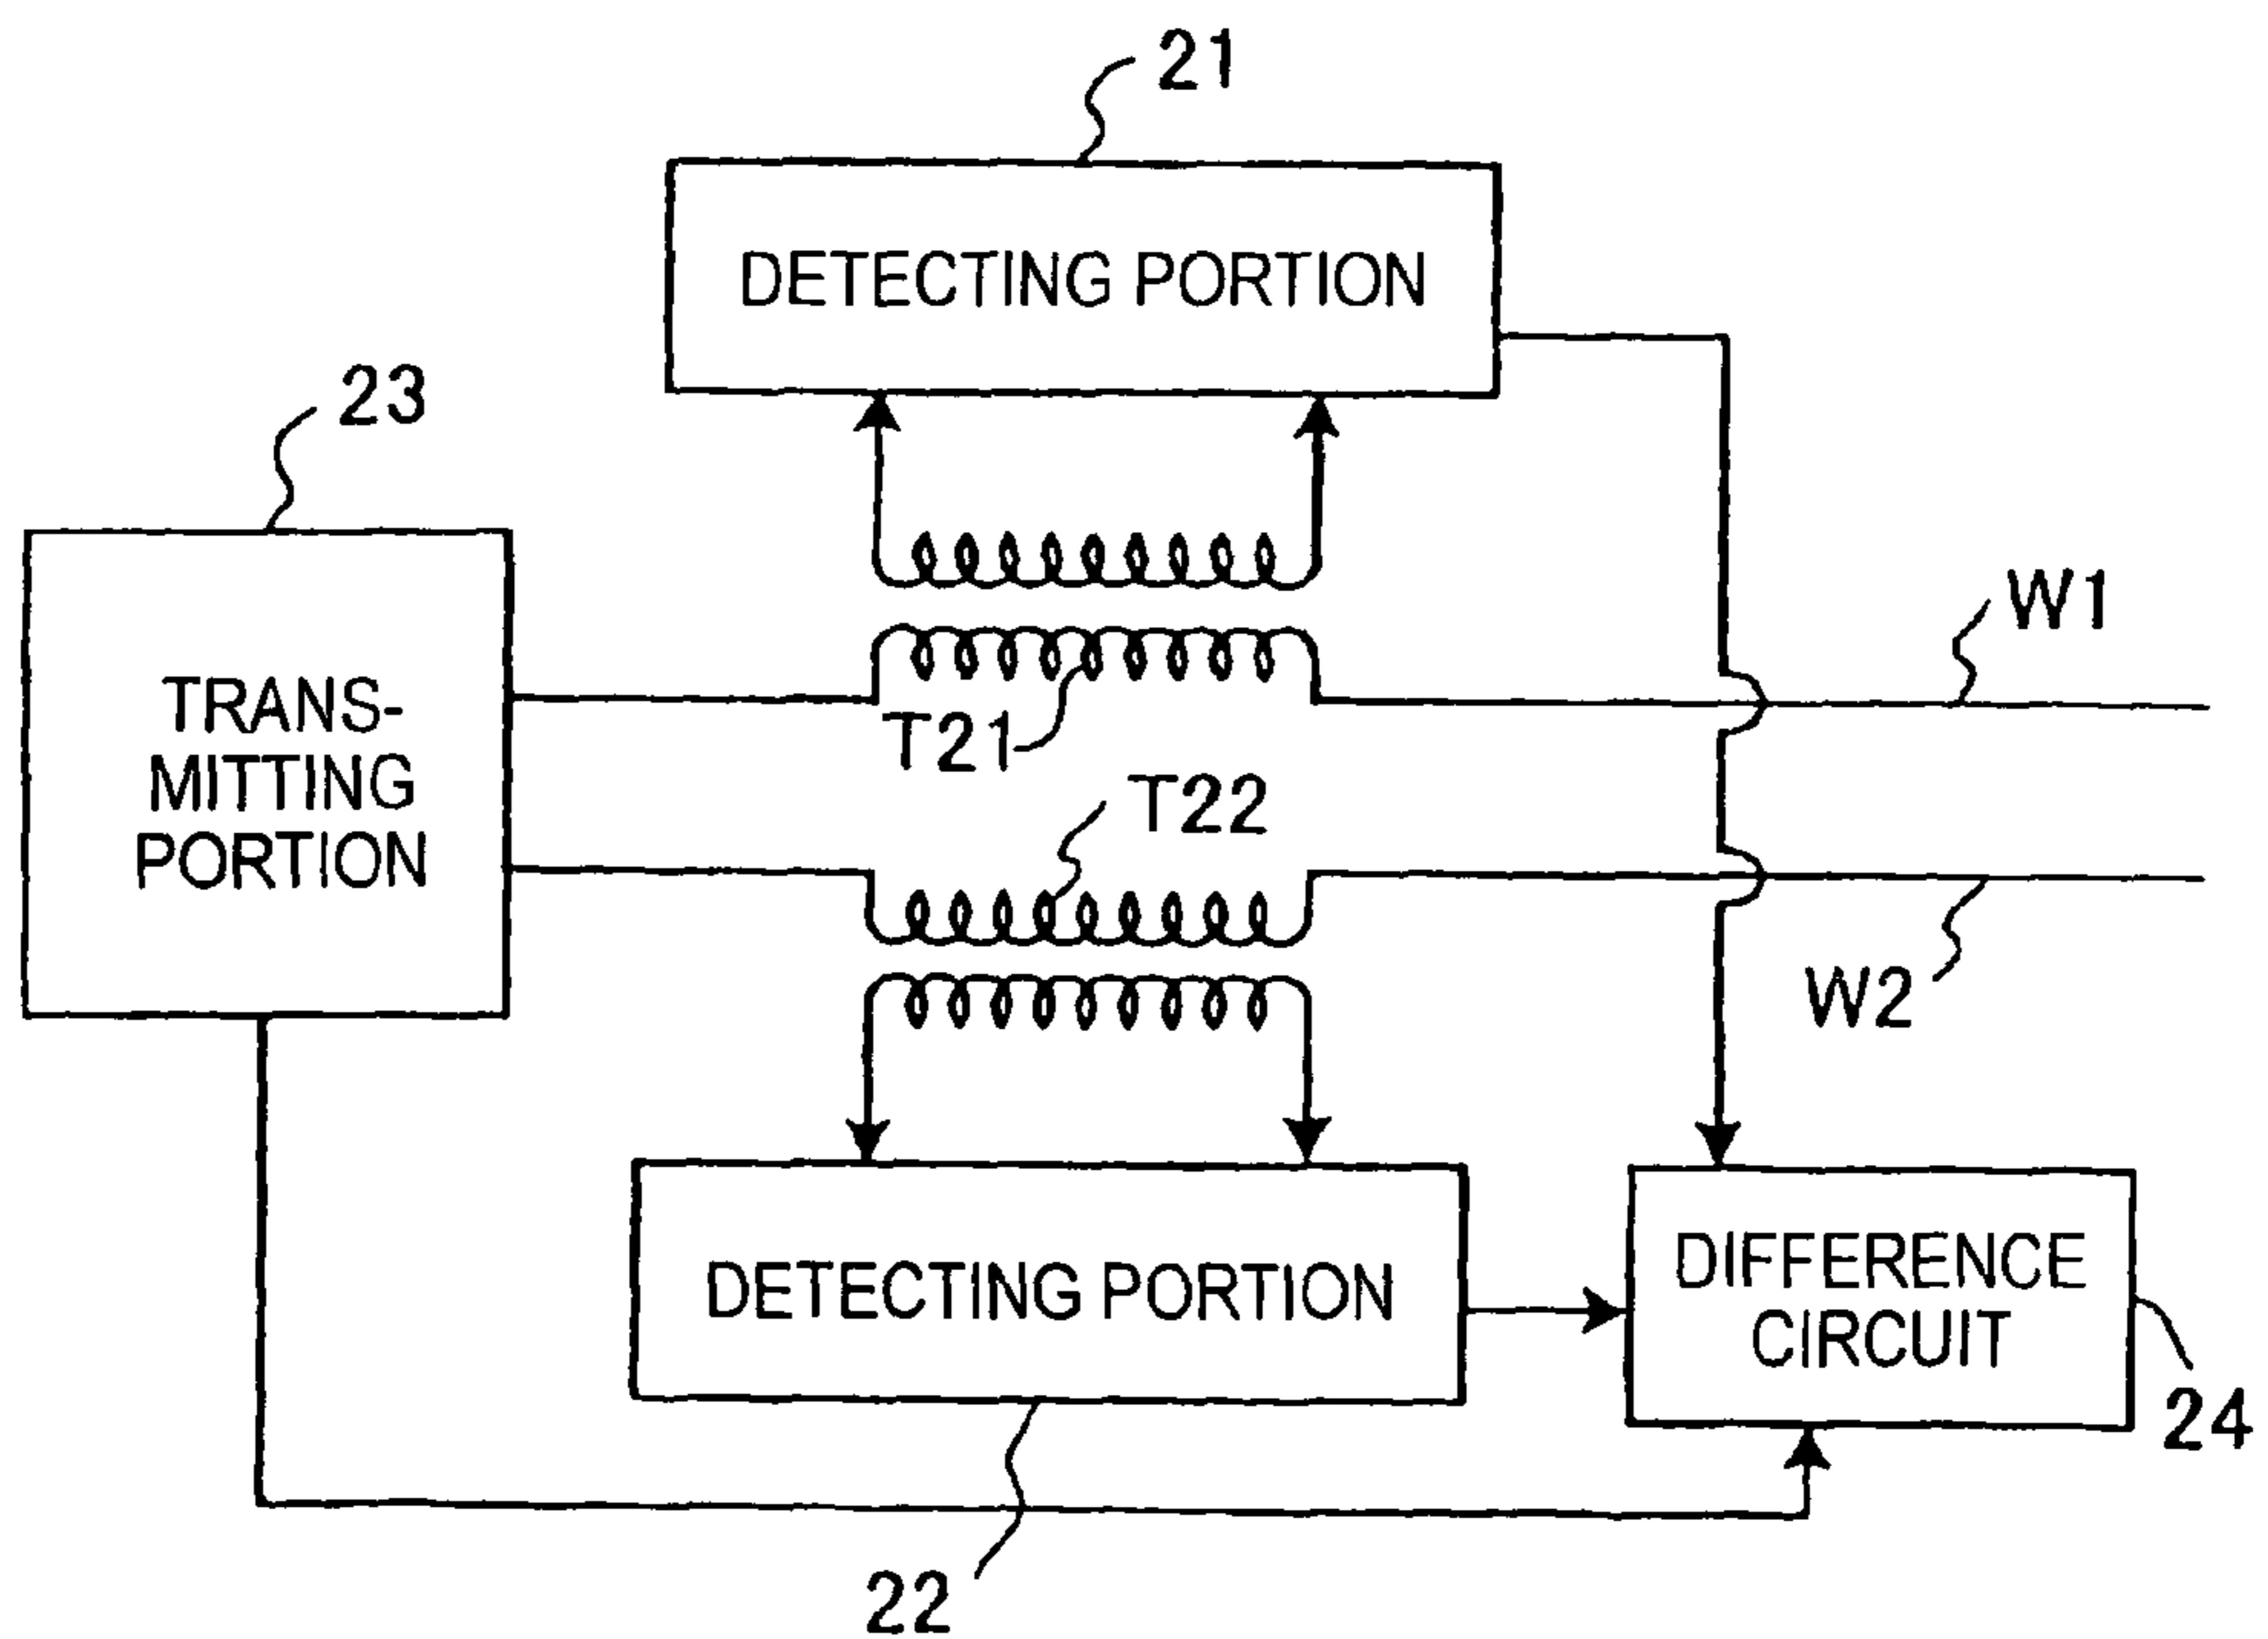 21
DETECTING PORTION
23
W1
TRANS-
MITTING
PORTION
T21
T22
W2
DETECTING PORTION
DIFFERENCE
CIRCUIT
24
22